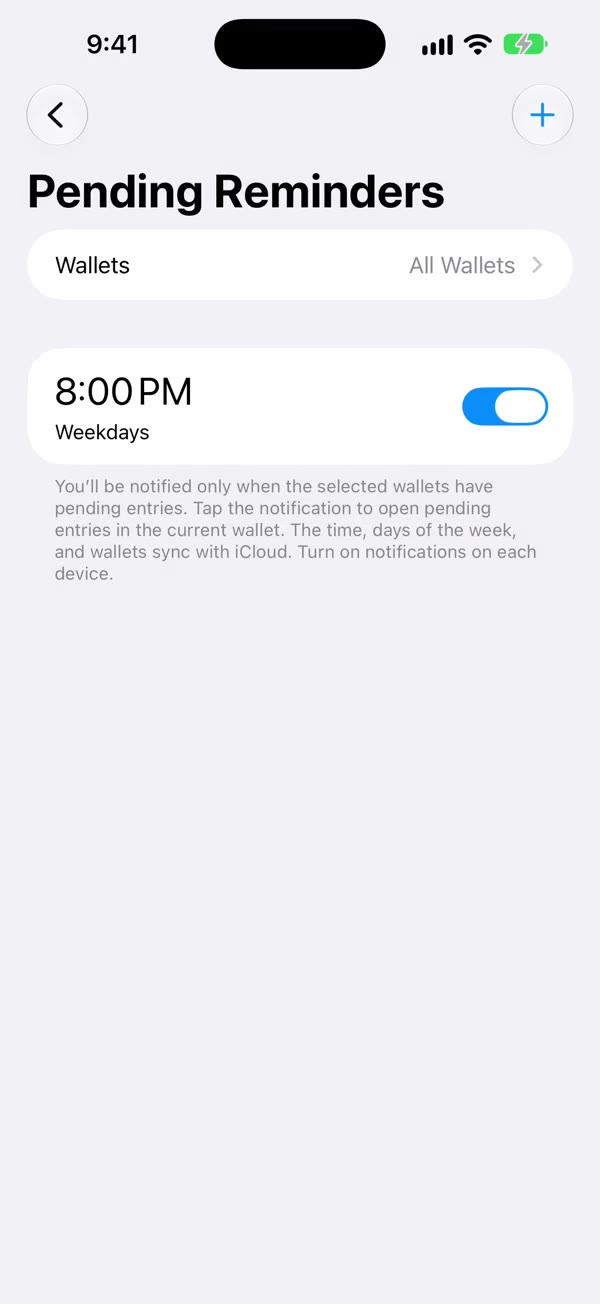 9:41
Pending Reminders
Wallets All Wallets
8:00 PM
Weekdays
You’ll be notified only when the selected wallets have
pending entries. Tap the notification to open pending
entries in the current wallet. The time, days of the week,
and wallets sync with iCloud. Turn on notifications on each
device.